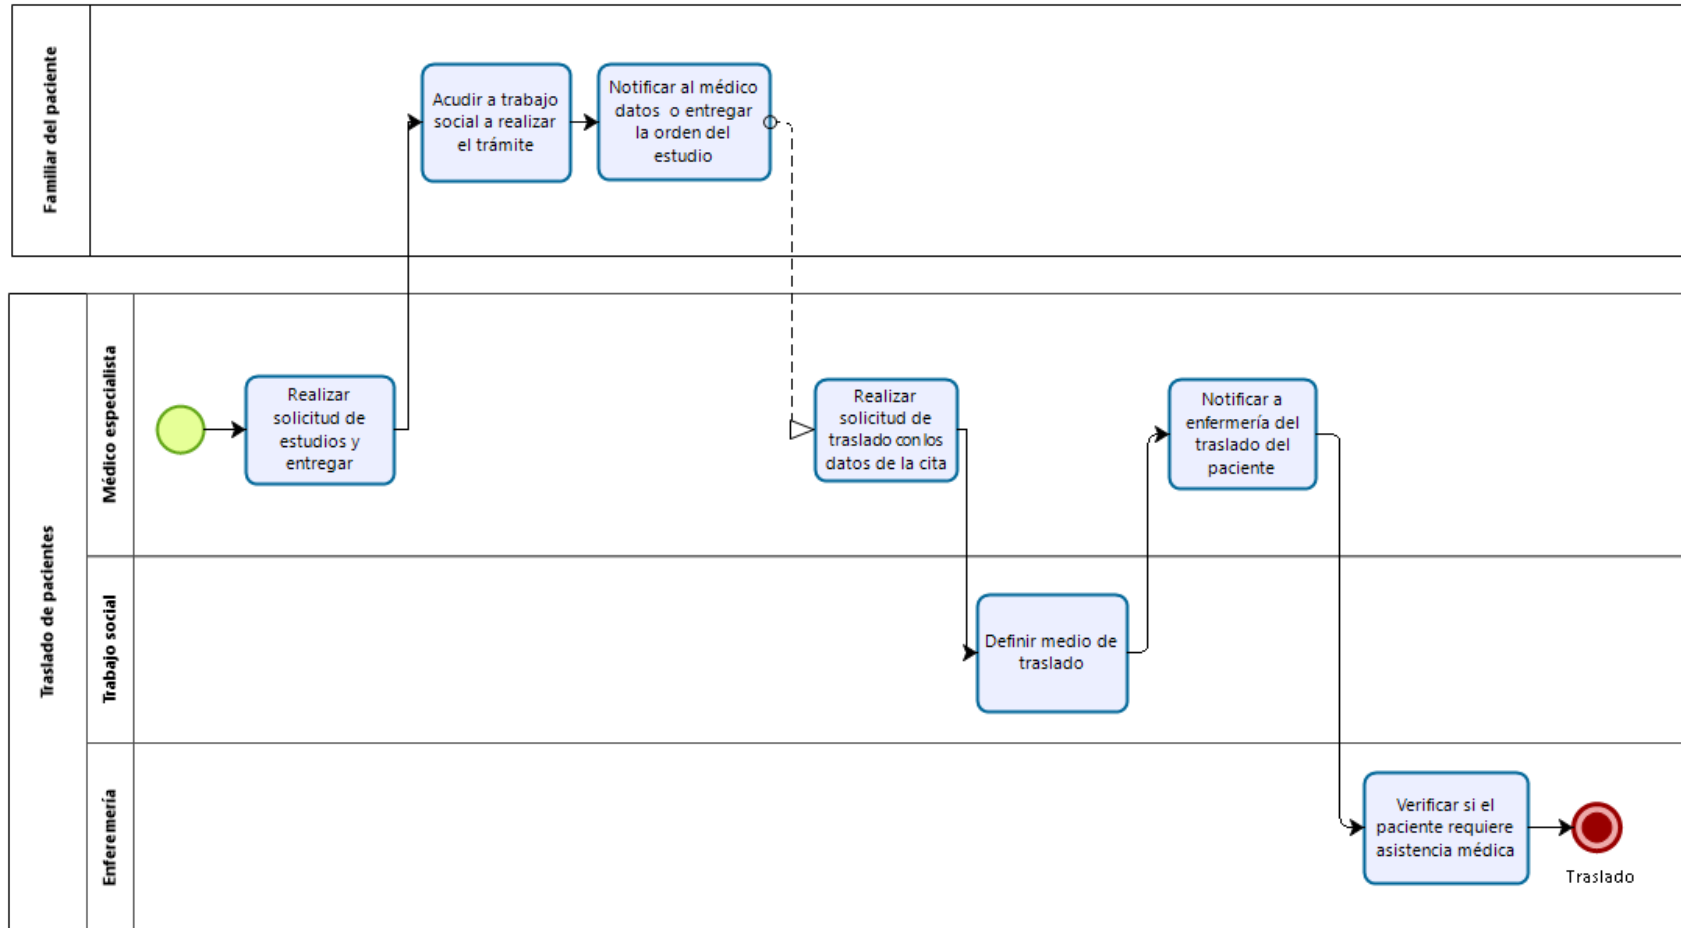 Familiar del paciente
Acudir a trabajo
social a realizar
el trámite
Notificar al médico
datos o entregar
la orden del
estudio
Traslado de pacientes
Médico especialista
Realizar
solicitud de
estudios y
entregar
Realizar
solicitud de
traslado con los
datos de la cita
Notificar a
enfermería del
traslado del
paciente
Trabajo social
Definir medio de
traslado
Enferemería
Verificar si el
paciente requiere
asistencia médica
Traslado